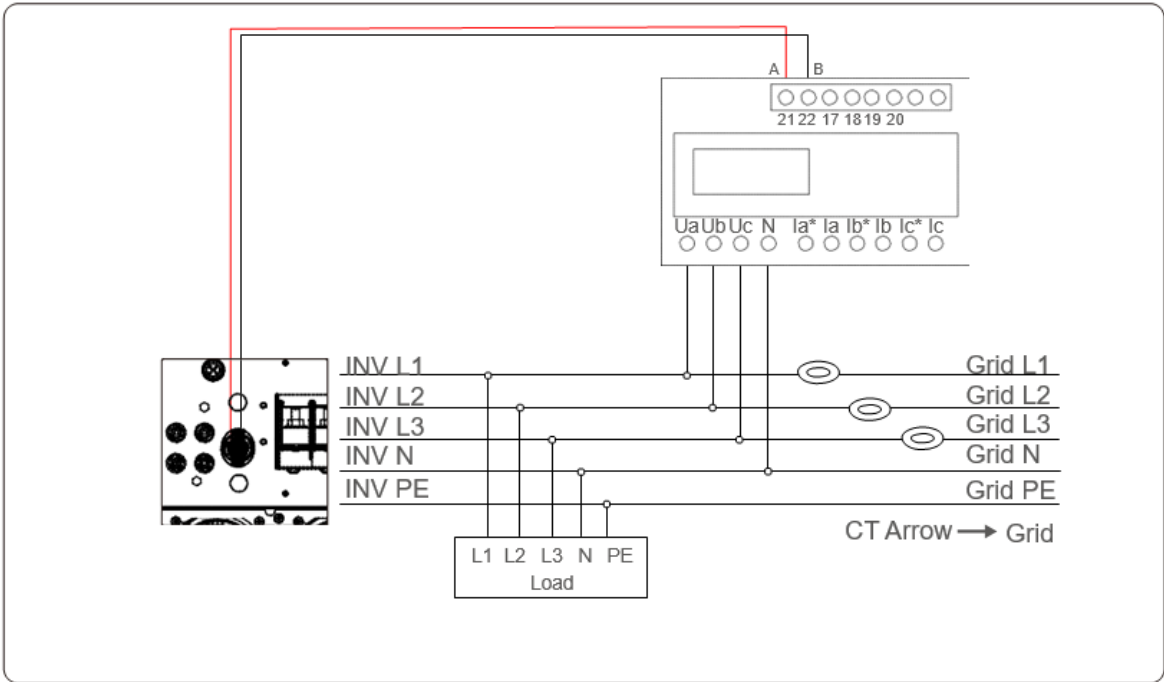 A B
21 22 17 18 19 20
Ua Ub Uc N Ia* Ia Ib* Ib Ic* Ic
INV L1 Grid L1
INV L2 Grid L2
INV L3 Grid L3
INV N Grid N
INV PE Grid PE
CT Arrow → Grid
L1 L2 L3 N PE
Load